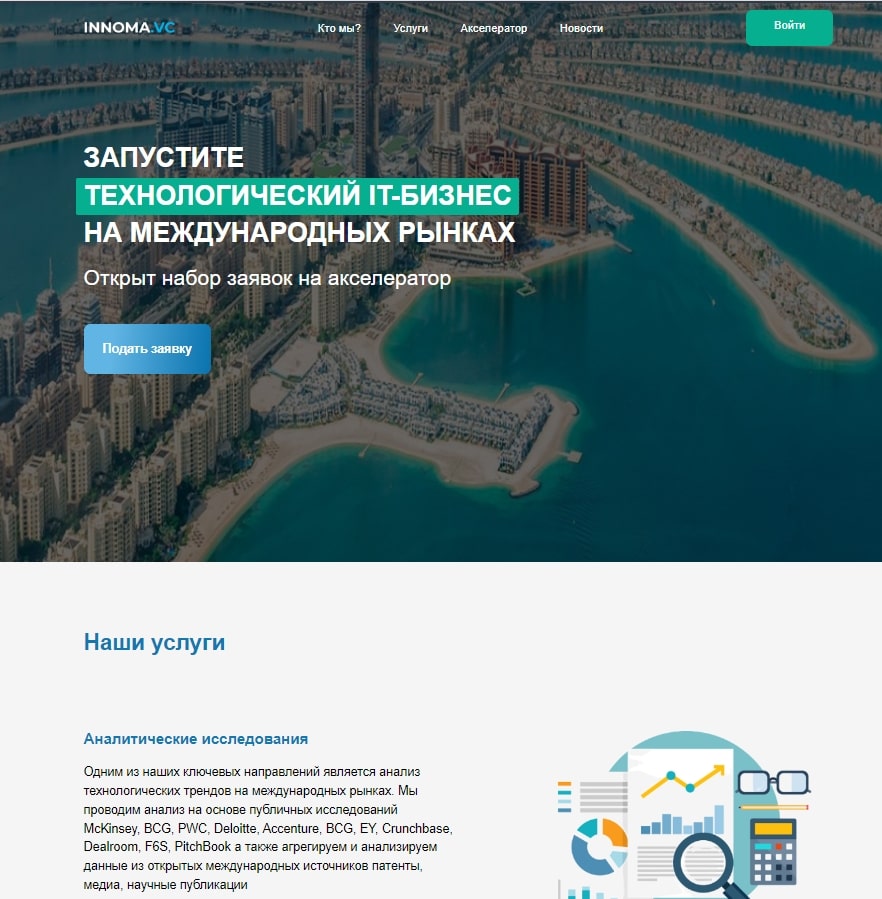 INNOMA.VC
Кто мы?
Услуги
Акселератор
Новости
Войти
ЗАПУСТИТЕ
ТЕХНОЛОГИЧЕСКИЙ IT-БИЗНЕС
НА МЕЖДУНАРОДНЫХ РЫНКАХ
Открыт набор заявок на акселератор
Подать заявку
Наши услуги
Аналитические исследования
Одним из наших ключевых направлений является анализ
технологических трендов на международных рынках. Мы
проводим анализ на основе публичных исследований
McKinsey, BCG, PWC, Deloitte, Accenture, BCG, EY, Crunchbase,
Dealroom, F6S, PitchBook а также агрегируем и анализируем
данные из открытых международных источников патенты,
медиа, научные публикации